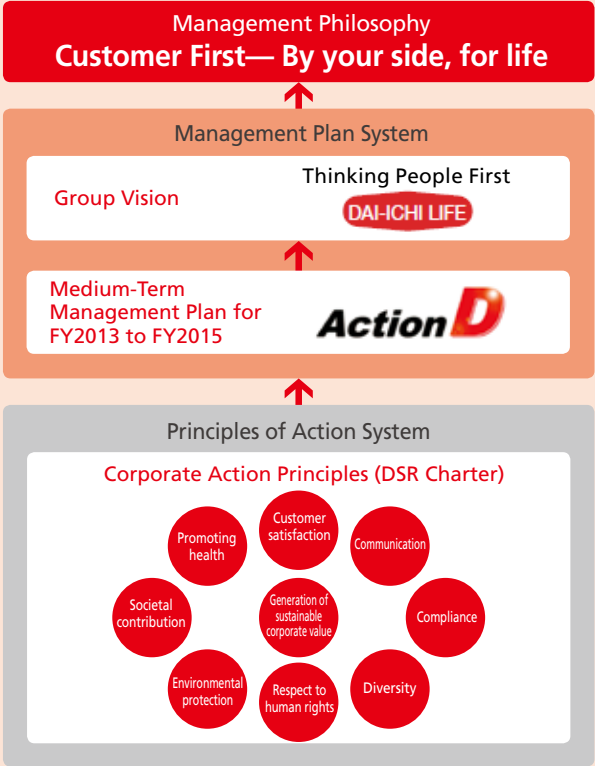 Management Philosophy
Customer First— By your side, for life
Management Plan System
Group Vision
Thinking People First
DAI-ICHI LIFE
Medium-Term
Management Plan for
FY2013 to FY2015
Action D
Principles of Action System
Corporate Action Principles (DSR Charter)
Customer
satisfaction
Promoting
health
Communication
Societal
contribution
Generation of
sustainable
corporate value
Compliance
Environmental
protection
Respect to
human rights
Diversity